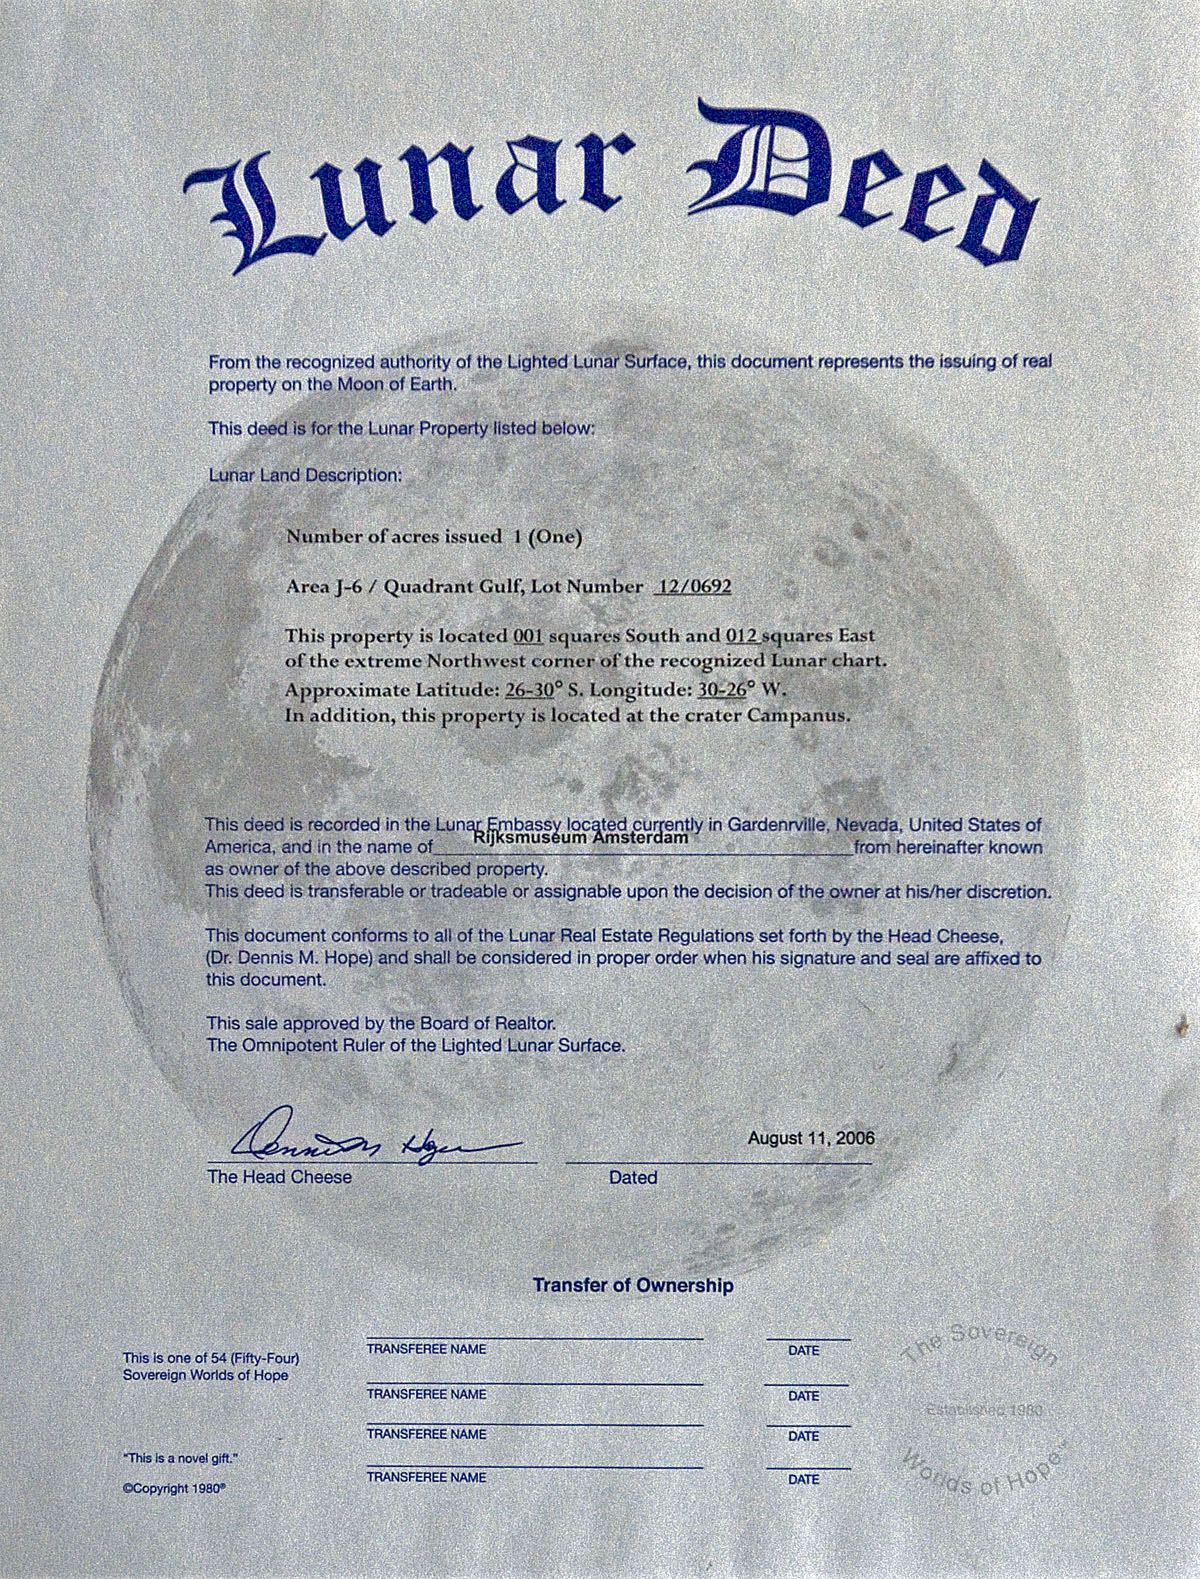 Lunar Deed
From the recognized authority of the Lighted Lunar Surface, this document represents the issuing of real
property on the Moon of Earth.
This deed is for the Lunar Property listed below:
Lunar Land Description:
Number of acres issued 1 (One)
Area J-6 / Quadrant Gulf, Lot Number 12/0692
This property is located 001 squares South and 012 squares East
of the extreme Northwest corner of the recognized Lunar chart.
Approximate Latitude: 26-30° S. Longitude: 30-26° W.
In addition, this property is located at the crater Campanus.
This deed is recorded in the Lunar Embassy located currently in Gardenrville, Nevada, United States of
Rijksmuseum Amsterdam
America, and in the name of from hereinafter known
as owner of the above described property.
This deed is transferable or tradeable or assignable upon the decision of the owner at his/her discretion.
This document conforms to all of the Lunar Real Estate Regulations set forth by the Head Cheese,
(Dr. Dennis M. Hope) and shall be considered in proper order when his signature and seal are affixed to
this document.
This sale approved by the Board of Realtor.
The Omnipotent Ruler of the Lighted Lunar Surface.
Dennis M Hope
August 11, 2006
The Head Cheese
Dated
Transfer of Ownership
TRANSFEREE NAME DATE
TRANSFEREE NAME DATE
TRANSFEREE NAME DATE
TRANSFEREE NAME DATE
This is one of 54 (Fifty-Four)
Sovereign Worlds of Hope
"This is a novel gift."
©Copyright 1980®
The Sovereign
Established 1980
Worlds of Hope™